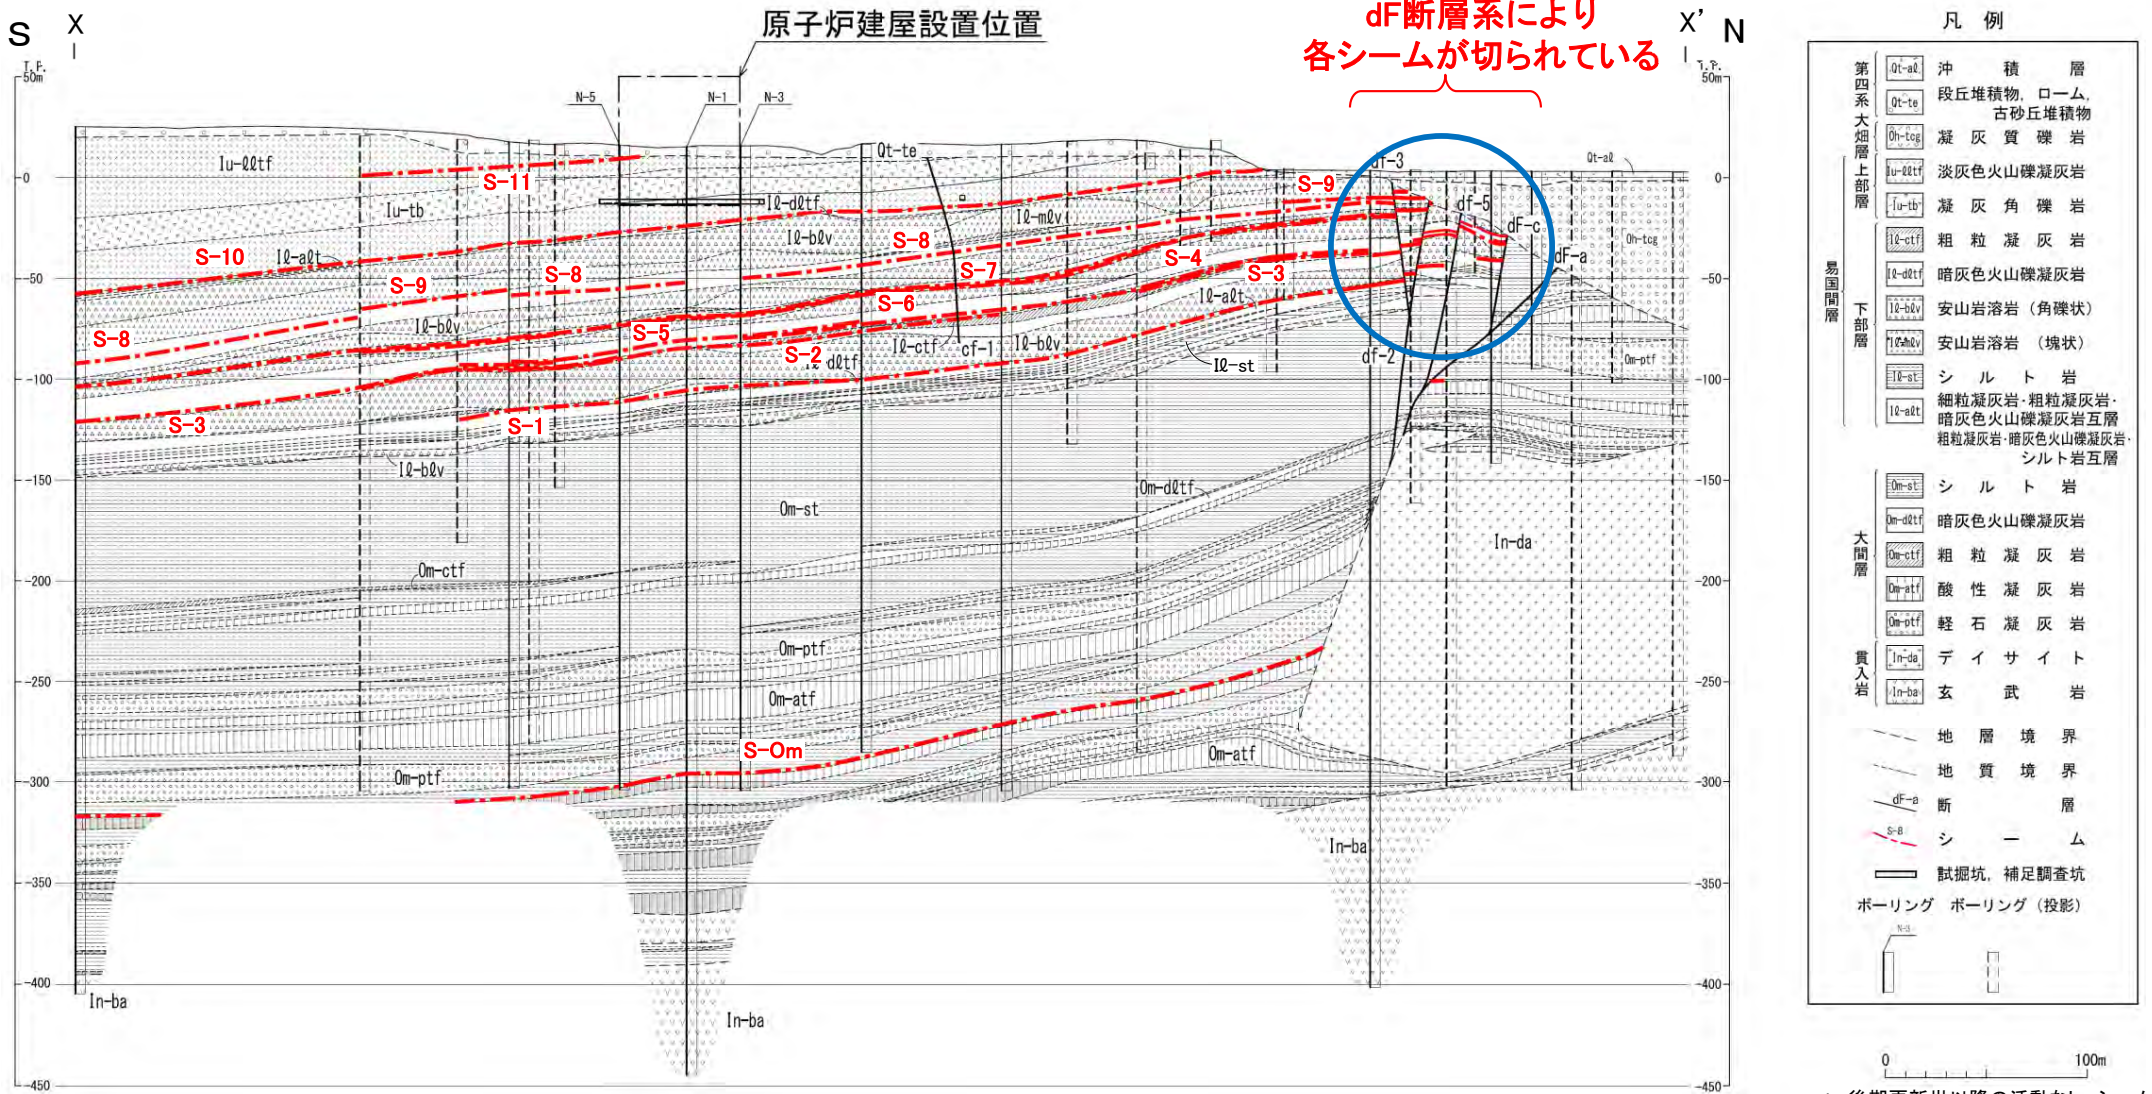 S
X
原子炉建屋設置位置
dF断層系により
各シームが切られている
X’
N
T.P.
50m
0
-50
-100
-150
-200
-250
-300
-350
-400
-450
T.P.
50m
0
-50
-100
-150
-200
-250
-300
-350
-400
-450
N-5
N-1
N-3
Iu-ℓℓtf
S-11
Iu-tb
S-10
Iℓ-aℓt
S-9
S-8
S-8
Iℓ-bℓv
S-3
S-1
Iℓ-bℓv
Qt-te
Iℓ-dℓtf
Iℓ-bℓv
S-8
Iℓ-mℓv
S-7
S-6
S-5
S-2
dℓtf
Iℓ-ctf
cf-1
Iℓ-bℓv
S-4
S-3
Iℓ-aℓt
Iℓ-st
S-9
df-3
df-5
dF-c
dF-a
df-2
Qt-aℓ
Oh-tcg
Om-ptf
Om-st
Om-dℓtf
Om-ctf
Om-ptf
Om-atf
S-Om
Om-ptf
Om-atf
In-da
In-ba
In-ba
In-ba
凡 例
第四系
Qt-aℓ 沖積層
Qt-te 段丘堆積物, ローム,
古砂丘堆積物
大畑層
Oh-tcg 凝灰質礫岩
易国間層
上部層
Iu-ℓℓtf 淡灰色火山礫凝灰岩
Iu-tb 凝灰角礫岩
下部層
Iℓ-ctf 粗粒凝灰岩
Iℓ-dℓtf 暗灰色火山礫凝灰岩
Iℓ-bℓv 安山岩溶岩（角礫状）
Iℓ-mℓv 安山岩溶岩（塊状）
Iℓ-st シルト岩
Iℓ-aℓt 細粒凝灰岩・粗粒凝灰岩・
暗灰色火山礫凝灰岩互層
粗粒凝灰岩・暗灰色火山礫凝灰岩・
シルト岩互層
大間層
Om-st シルト岩
Om-dℓtf 暗灰色火山礫凝灰岩
Om-ctf 粗粒凝灰岩
Om-atf 酸性凝灰岩
Om-ptf 軽石凝灰岩
貫入岩
In-da デイサイト
In-ba 玄武岩
地層境界
地質境界
dF-a 断層
S-8 シーム
試掘坑, 補足調査坑
ボーリング ボーリング（投影）
N-3
0 100m